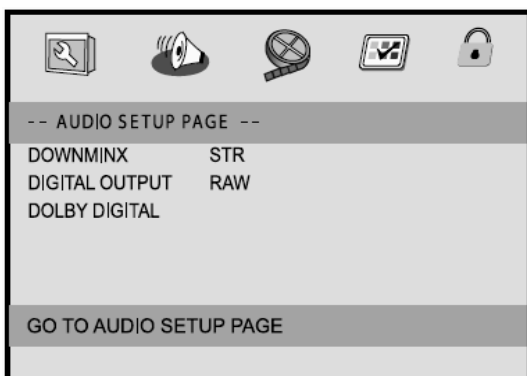 -- AUDIO SETUP PAGE --
DOWNMINX STR
DIGITAL OUTPUT RAW
DOLBY DIGITAL
GO TO AUDIO SETUP PAGE